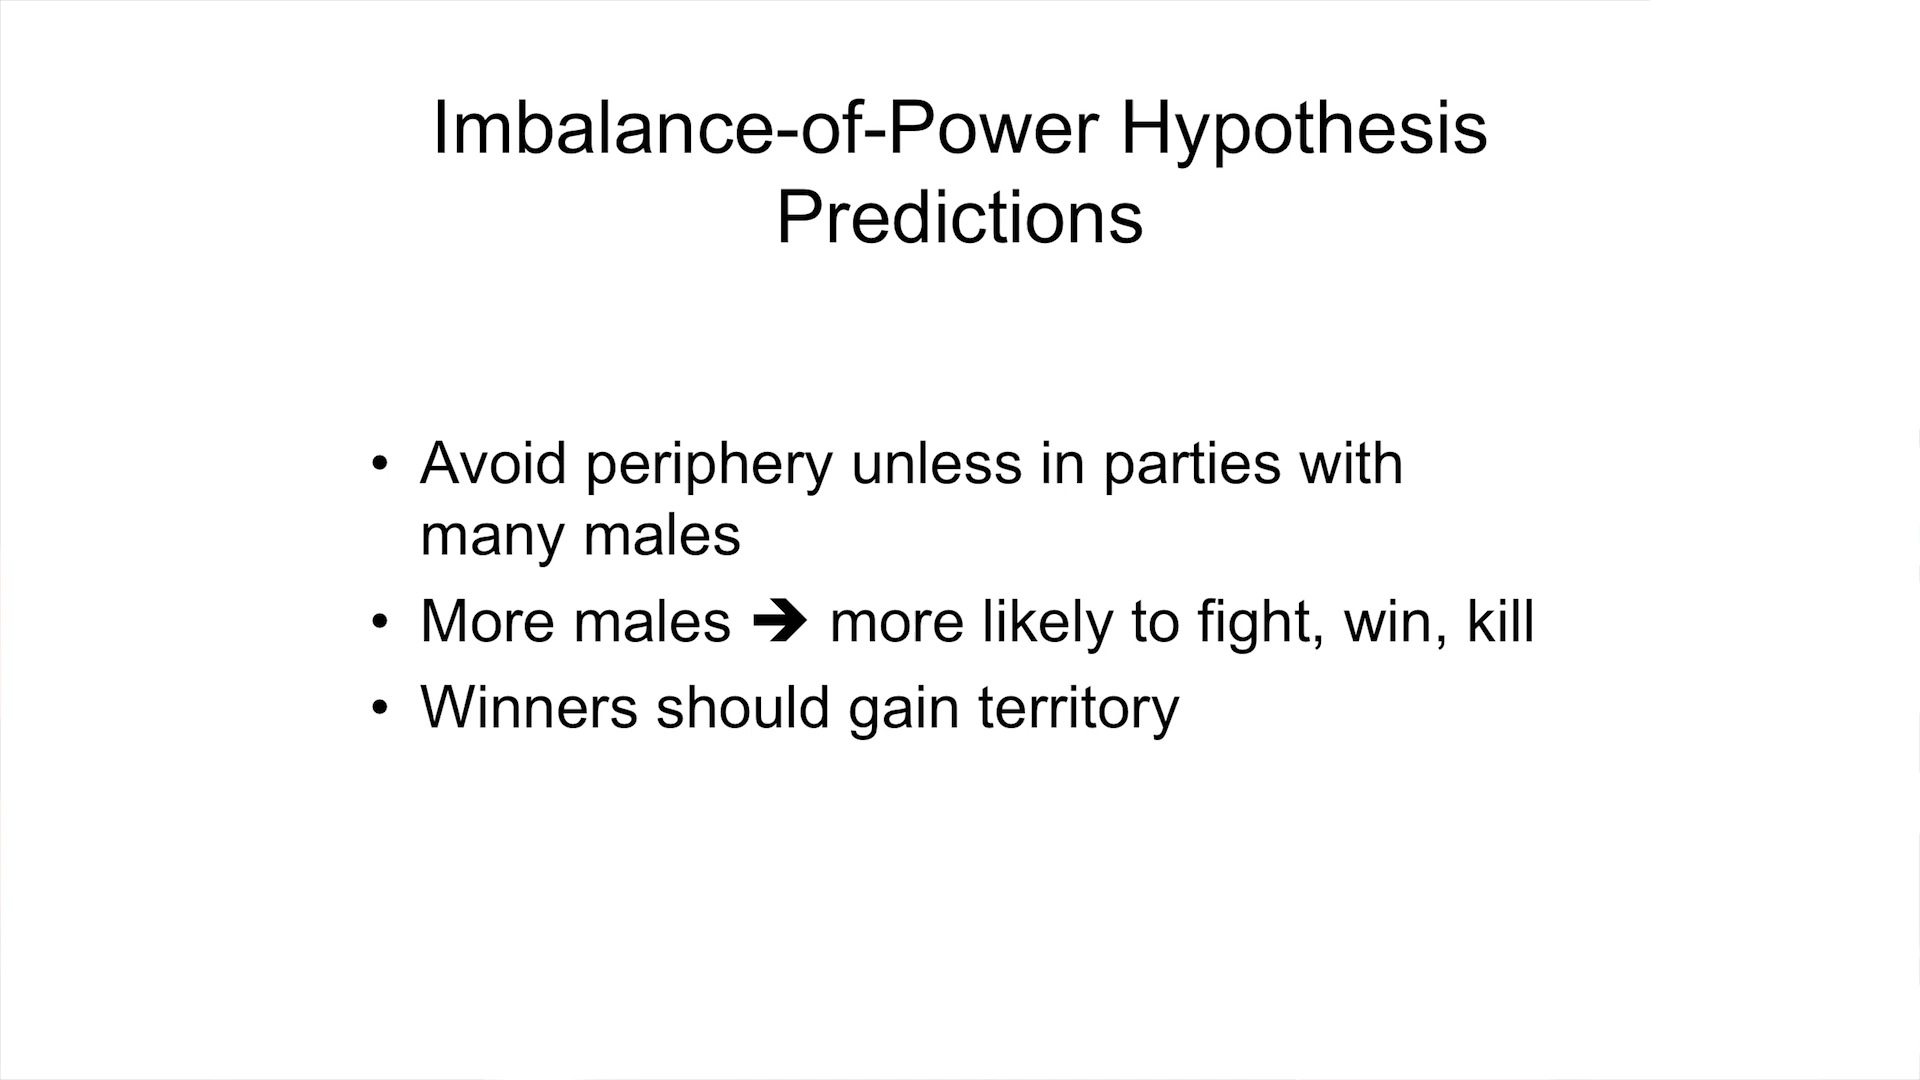 Imbalance-of-Power Hypothesis
Predictions
• Avoid periphery unless in parties with
many males
• More males ➔ more likely to fight, win, kill
• Winners should gain territory